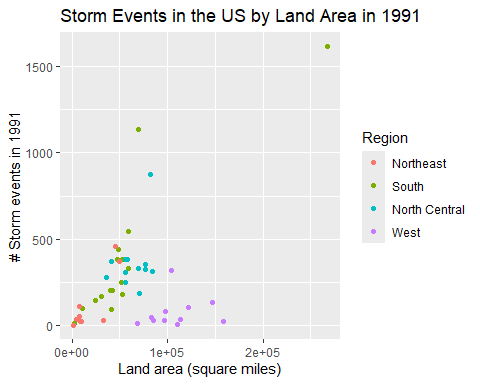 Storm Events in the US by Land Area in 1991
# Storm events in 1991
1500
1000
500
0
0e+00 1e+05 2e+05
Land area (square miles)
Region
Northeast
South
North Central
West